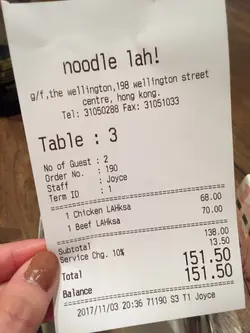 noodle lah!
g/f,the wellington,198 wellington street
centre, hong kong.
Tel: 31050288 Fax: 31051033
Table : 3
No of Guest : 2
Order No. : 190
Staff : Joyce
Term ID : 1
1 Chicken LAHksa 68.00
1 Beef LAHksa 70.00
Subtotal 138.00
Service Chg. 10% 13.50
Total 151.50
Balance 151.50
2017/11/03 20:36 71190 S3 T1 Joyce